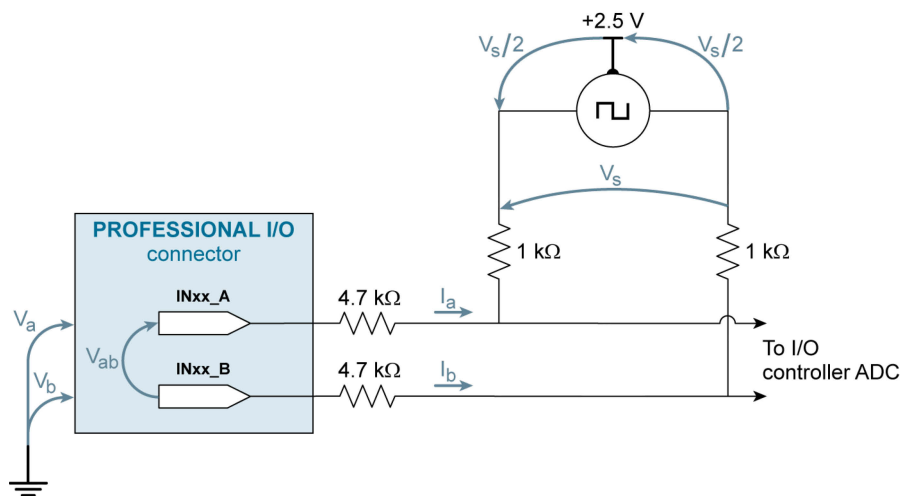 +2.5 V
Vs/2
Vs/2
Vs
PROFESSIONAL I/O
connector
1 kΩ
1 kΩ
INxx_A
4.7 kΩ
Ia
Va
Vab
To I/O
controller ADC
INxx_B
4.7 kΩ
Ib
Vb